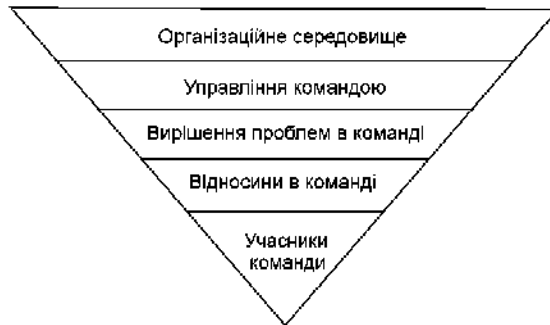 Організаційне середовище
Управління командою
Вирішення проблем в команді
Відносини в команді
Учасники
команди